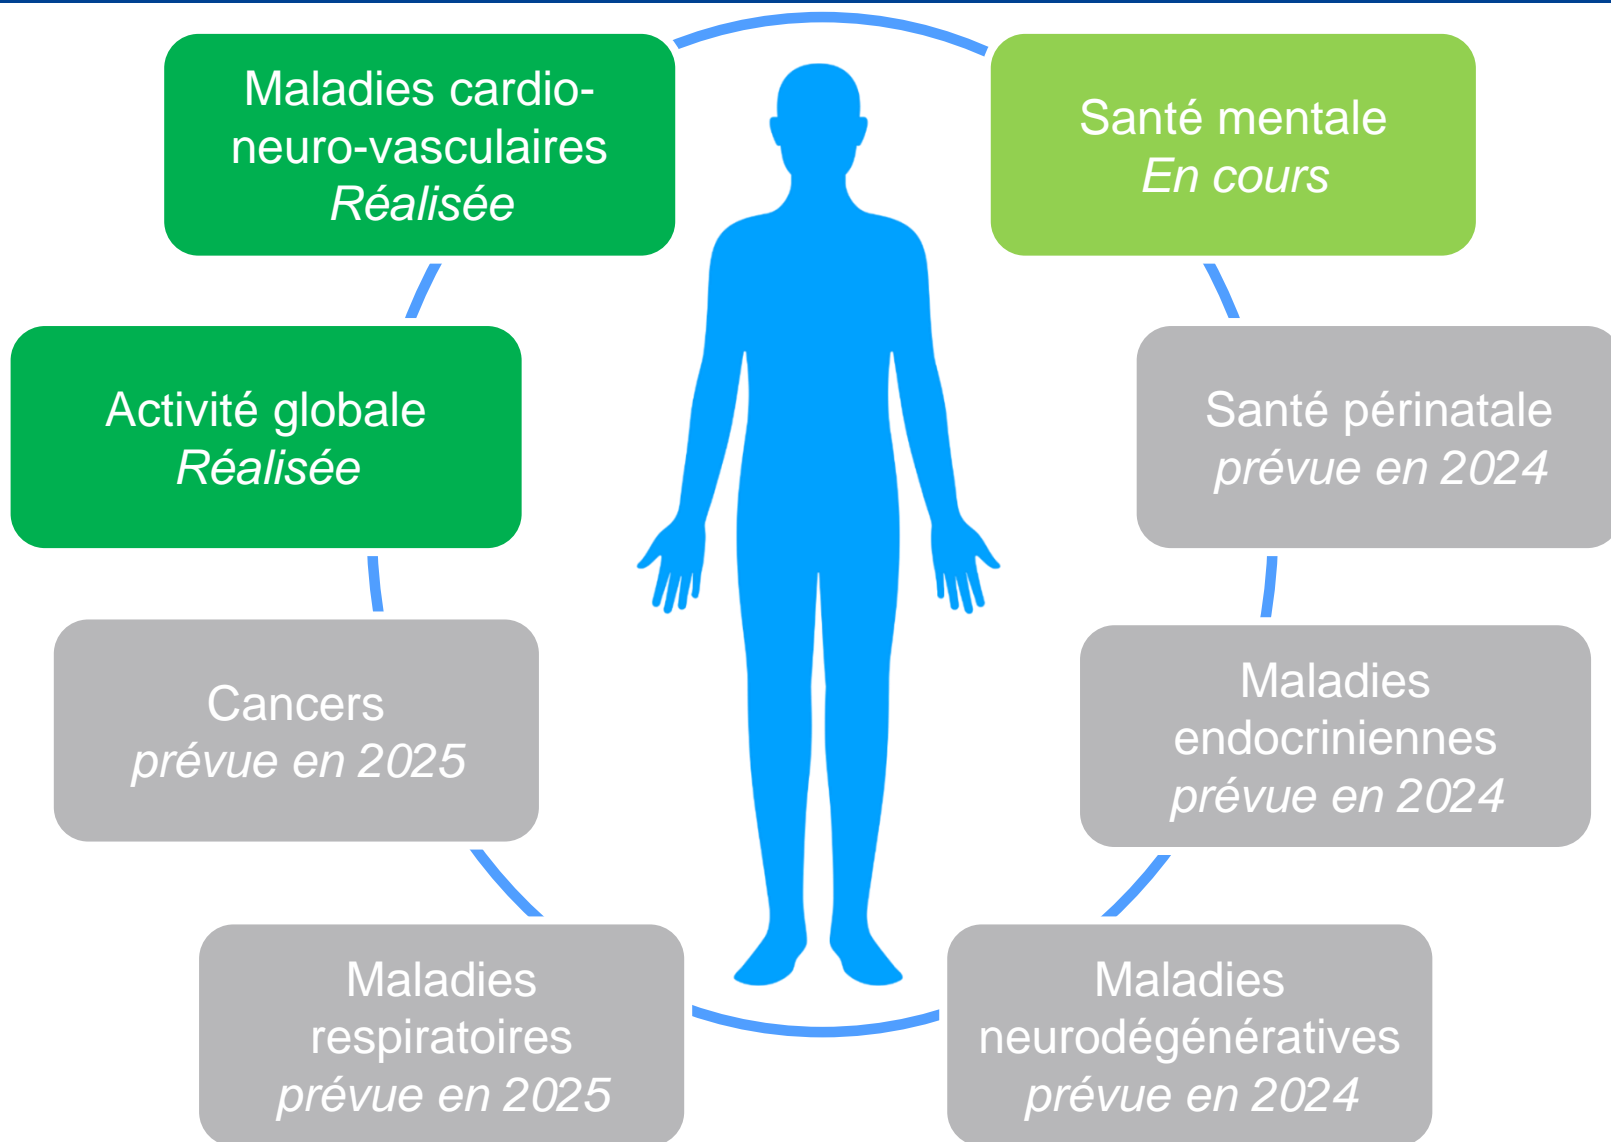 Maladies cardio-
neuro-vasculaires
Réalisée
Santé mentale
En cours
Activité globale
Réalisée
Santé périnatale
prévue en 2024
Cancers
prévue en 2025
Maladies
endocriniennes
prévue en 2024
Maladies
respiratoires
prévue en 2025
Maladies
neurodégénératives
prévue en 2024